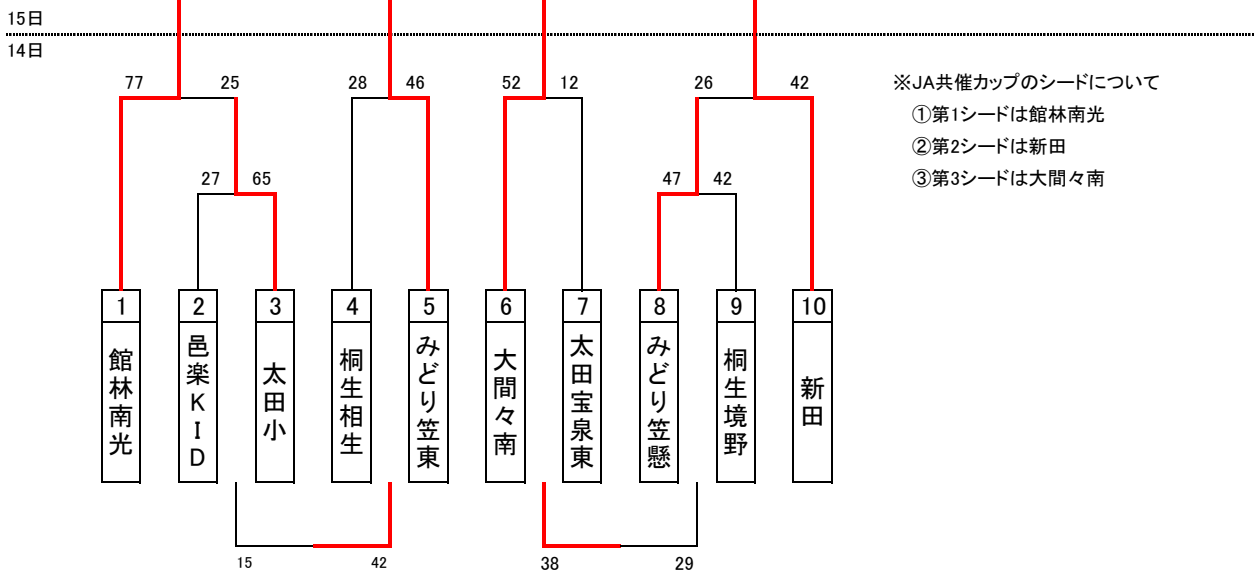 15日
14日
77 25 28 46 52 12 26 42
※JA共催カップのシードについて
①第1シードは館林南光
②第2シードは新田
③第3シードは大間々南
27 65 47 42
1 2 3 4 5 6 7 8 9 10
館林南光
邑楽KID
太田小
桐生相生
みどり笠東
大間々南
太田宝泉東
みどり笠懸
桐生境野
新田
15 42 38 29